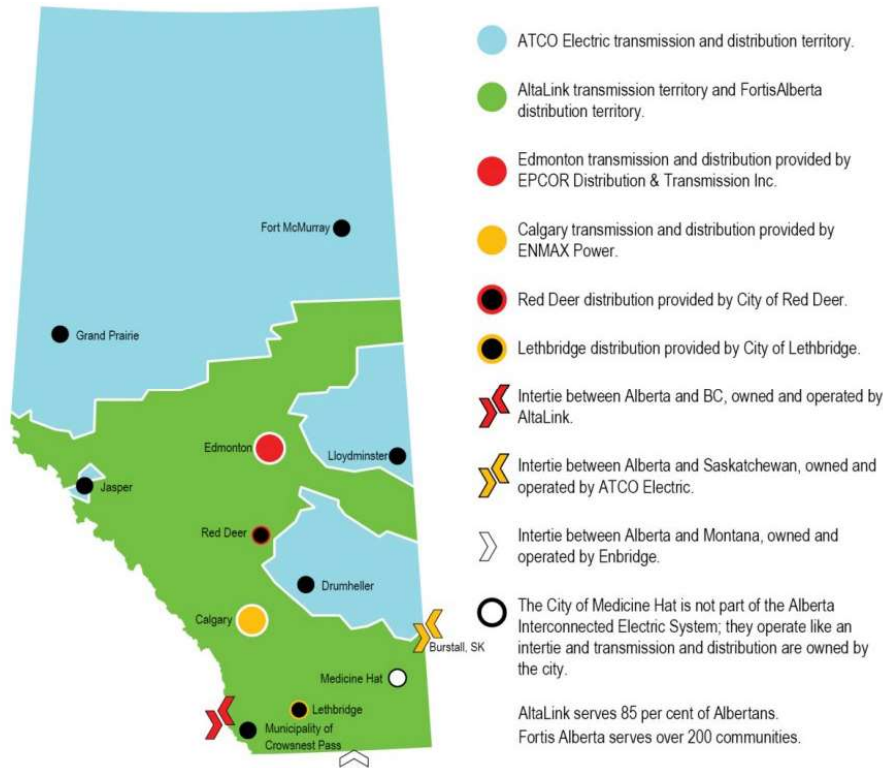 Fort McMurray
Grand Prairie
Edmonton
Lloydminster
Jasper
Red Deer
Drumheller
Calgary
Burstall, SK
Medicine Hat
Lethbridge
Municipality of
Crowsnest Pass
ATCO Electric transmission and distribution territory.
AltaLink transmission territory and FortisAlberta
distribution territory.
Edmonton transmission and distribution provided by
EPCOR Distribution & Transmission Inc.
Calgary transmission and distribution provided by
ENMAX Power.
Red Deer distribution provided by City of Red Deer.
Lethbridge distribution provided by City of Lethbridge.
Intertie between Alberta and BC, owned and operated by
AltaLink.
Intertie between Alberta and Saskatchewan, owned and
operated by ATCO Electric.
Intertie between Alberta and Montana, owned and
operated by Enbridge.
The City of Medicine Hat is not part of the Alberta
Interconnected Electric System; they operate like an
intertie and transmission and distribution are owned by
the city.
AltaLink serves 85 per cent of Albertans.
Fortis Alberta serves over 200 communities.